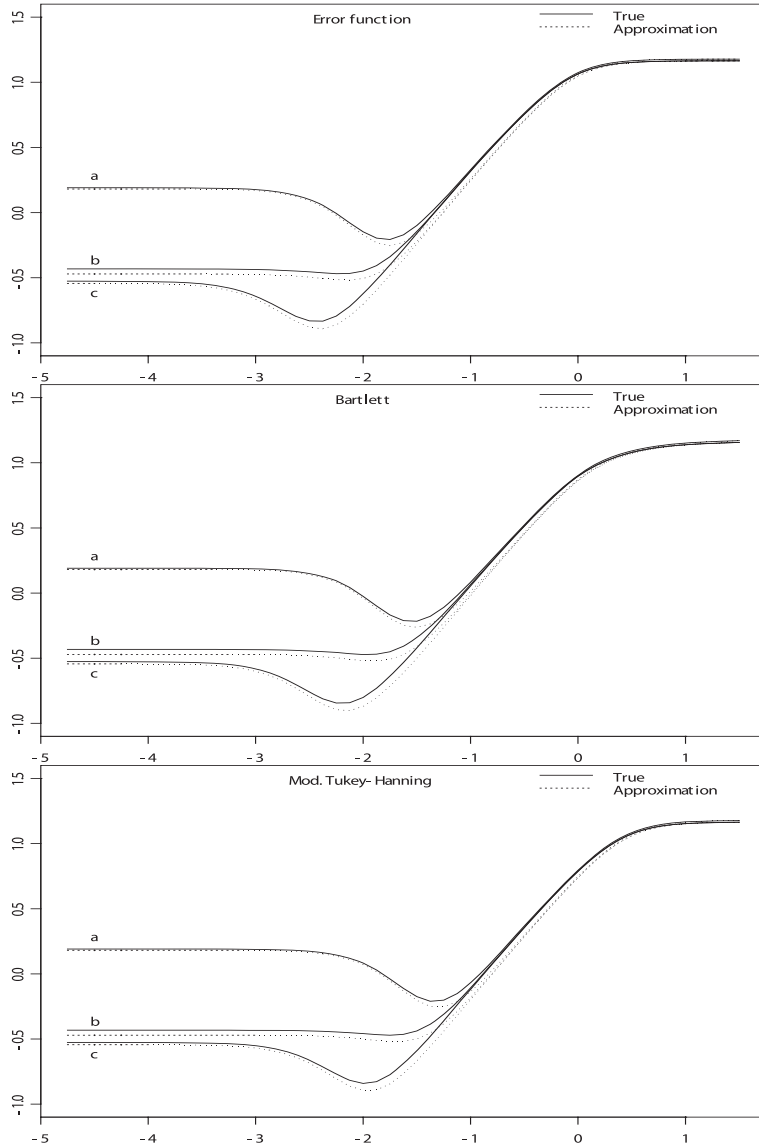 Error function
True
Approximation
1.5
1.0
0.5
0.0
-0.5
-1.0
a
b
c
-5 -4 -3 -2 -1 0 1
Bartlett
True
Approximation
1.5
1.0
0.5
0.0
-0.5
-1.0
a
b
c
-5 -4 -3 -2 -1 0 1
Mod. Tukey-Hanning
True
Approximation
1.5
1.0
0.5
0.0
-0.5
-1.0
a
b
c
-5 -4 -3 -2 -1 0 1